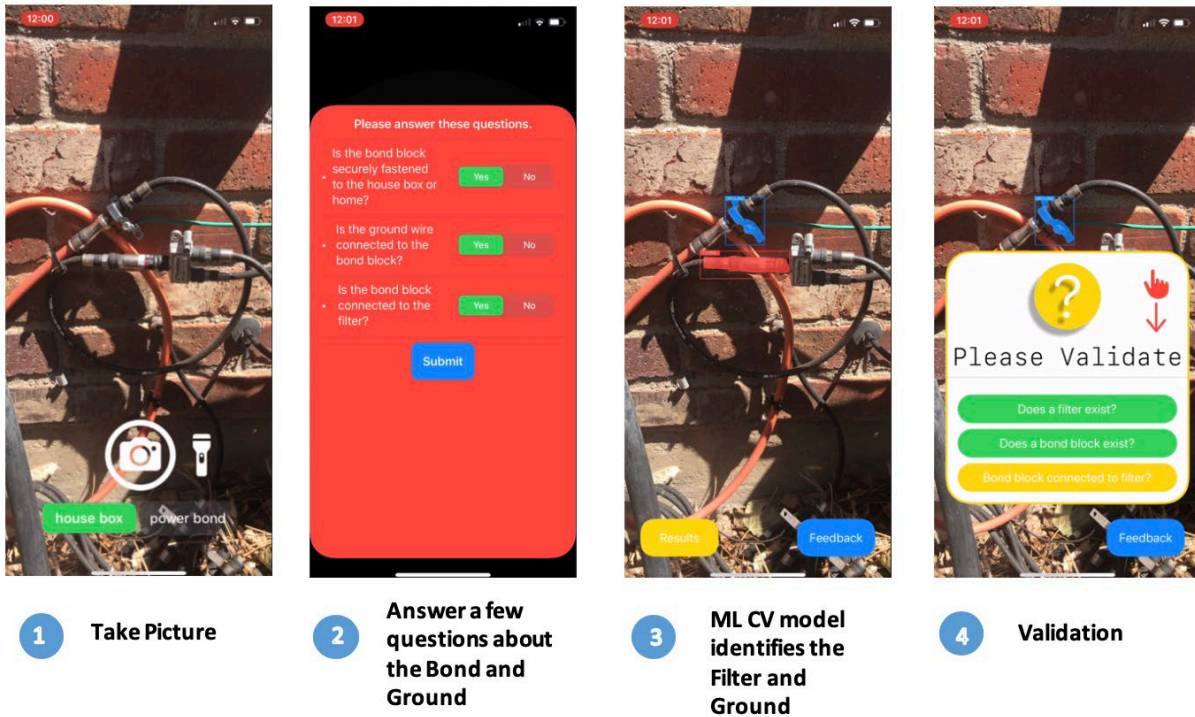 12:00
house box
power bond
1
Take Picture
12:01
Please answer these questions.
Is the bond block
securely fastened
to the house box or
home?
Yes
No
Is the ground wire
connected to the
bond block?
Yes
No
Is the bond block
connected to the
filter?
Yes
No
Submit
2
Answer a few
questions about
the Bond and
Ground
12:01
Results
Feedback
3
ML CV model
identifies the
Filter and
Ground
12:01
?
Please Validate
Does a filter exist?
Does a bond block exist?
Bond block connected to filter?
Feedback
4
Validation